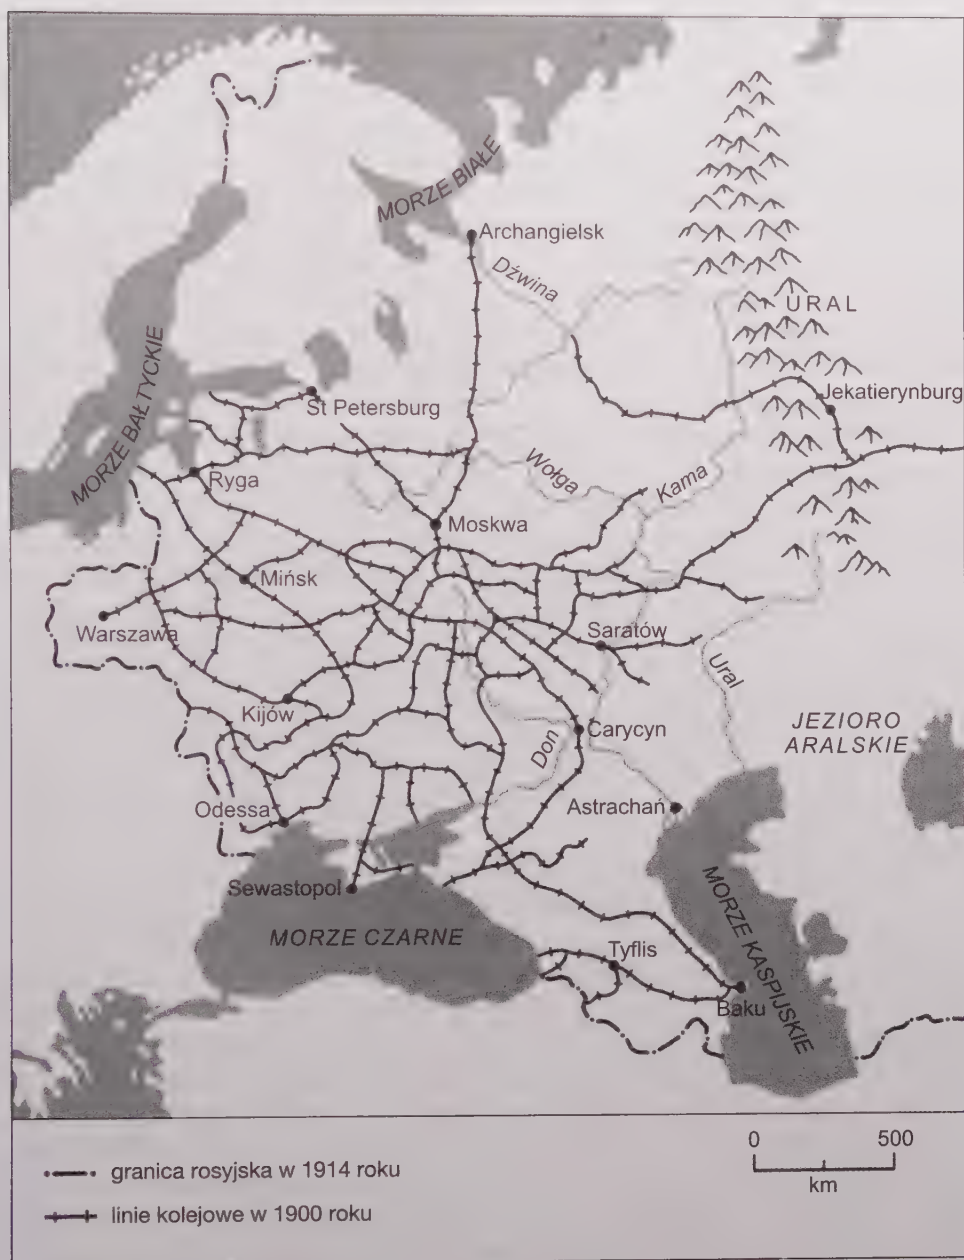 MORZE BIAŁE
Archangielsk
Dźwina
URAL
MORZE BAŁTYCKIE
St Petersburg
Jekatierynburg
Ryga
Wołga
Kama
Moskwa
Mińsk
Warszawa
Saratów
Ural
Kijów
Carycyn
Don
JEZIORO
ARALSKIE
Odessa
Astrachań
Sewastopol
MORZE CZARNE
MORZE KASPIJSKIE
Tyflis
Baku
granica rosyjska w 1914 roku
linie kolejowe w 1900 roku
0 500
km